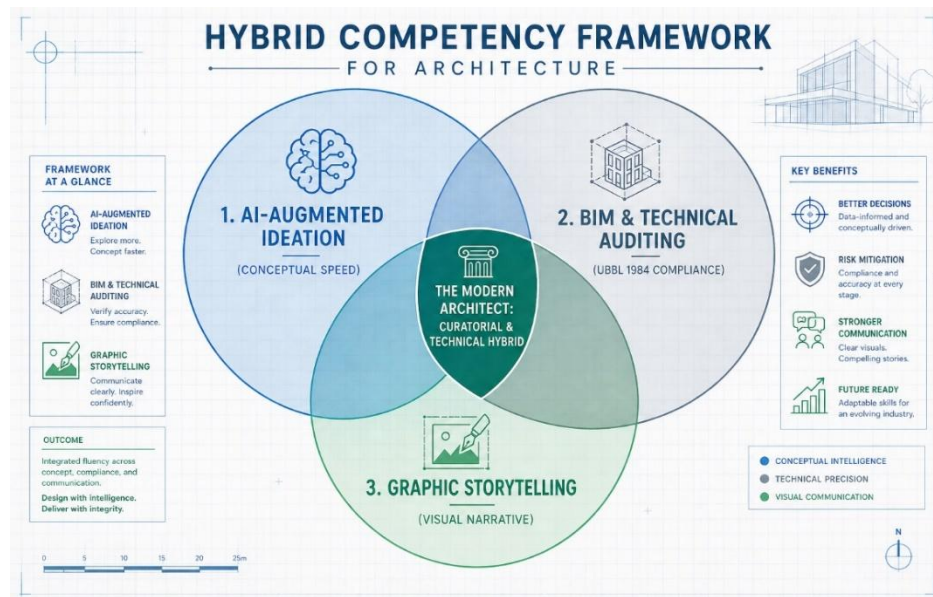 HYBRID COMPETENCY FRAMEWORK
FOR ARCHITECTURE
FRAMEWORK
AT A GLANCE
AI-AUGMENTED
IDEATION
Explore more.
Concept faster.
BIM & TECHNICAL
AUDITING
Verify accuracy.
Ensure compliance.
GRAPHIC
STORYTELLING
Communicate
clearly. Inspire
confidently.
OUTCOME
Integrated fluency across
concept, compliance, and
communication.
Design with intelligence.
Deliver with integrity.
0 5 10 15 20 25m
1. AI-AUGMENTED
IDEATION
(CONCEPTUAL SPEED)
2. BIM & TECHNICAL
AUDITING
(UBBL 1984 COMPLIANCE)
THE MODERN
ARCHITECT:
CURATORIAL &
TECHNICAL HYBRID
3. GRAPHIC STORYTELLING
(VISUAL NARRATIVE)
KEY BENEFITS
BETTER DECISIONS
Data-informed and
conceptually driven.
RISK MITIGATION
Compliance and
accuracy at every
stage.
STRONGER
COMMUNICATION
Clear visuals.
Compelling stories.
FUTURE READY
Adaptable skills for
an evolving industry.
CONCEPTUAL INTELLIGENCE
TECHNICAL PRECISION
VISUAL COMMUNICATION
N